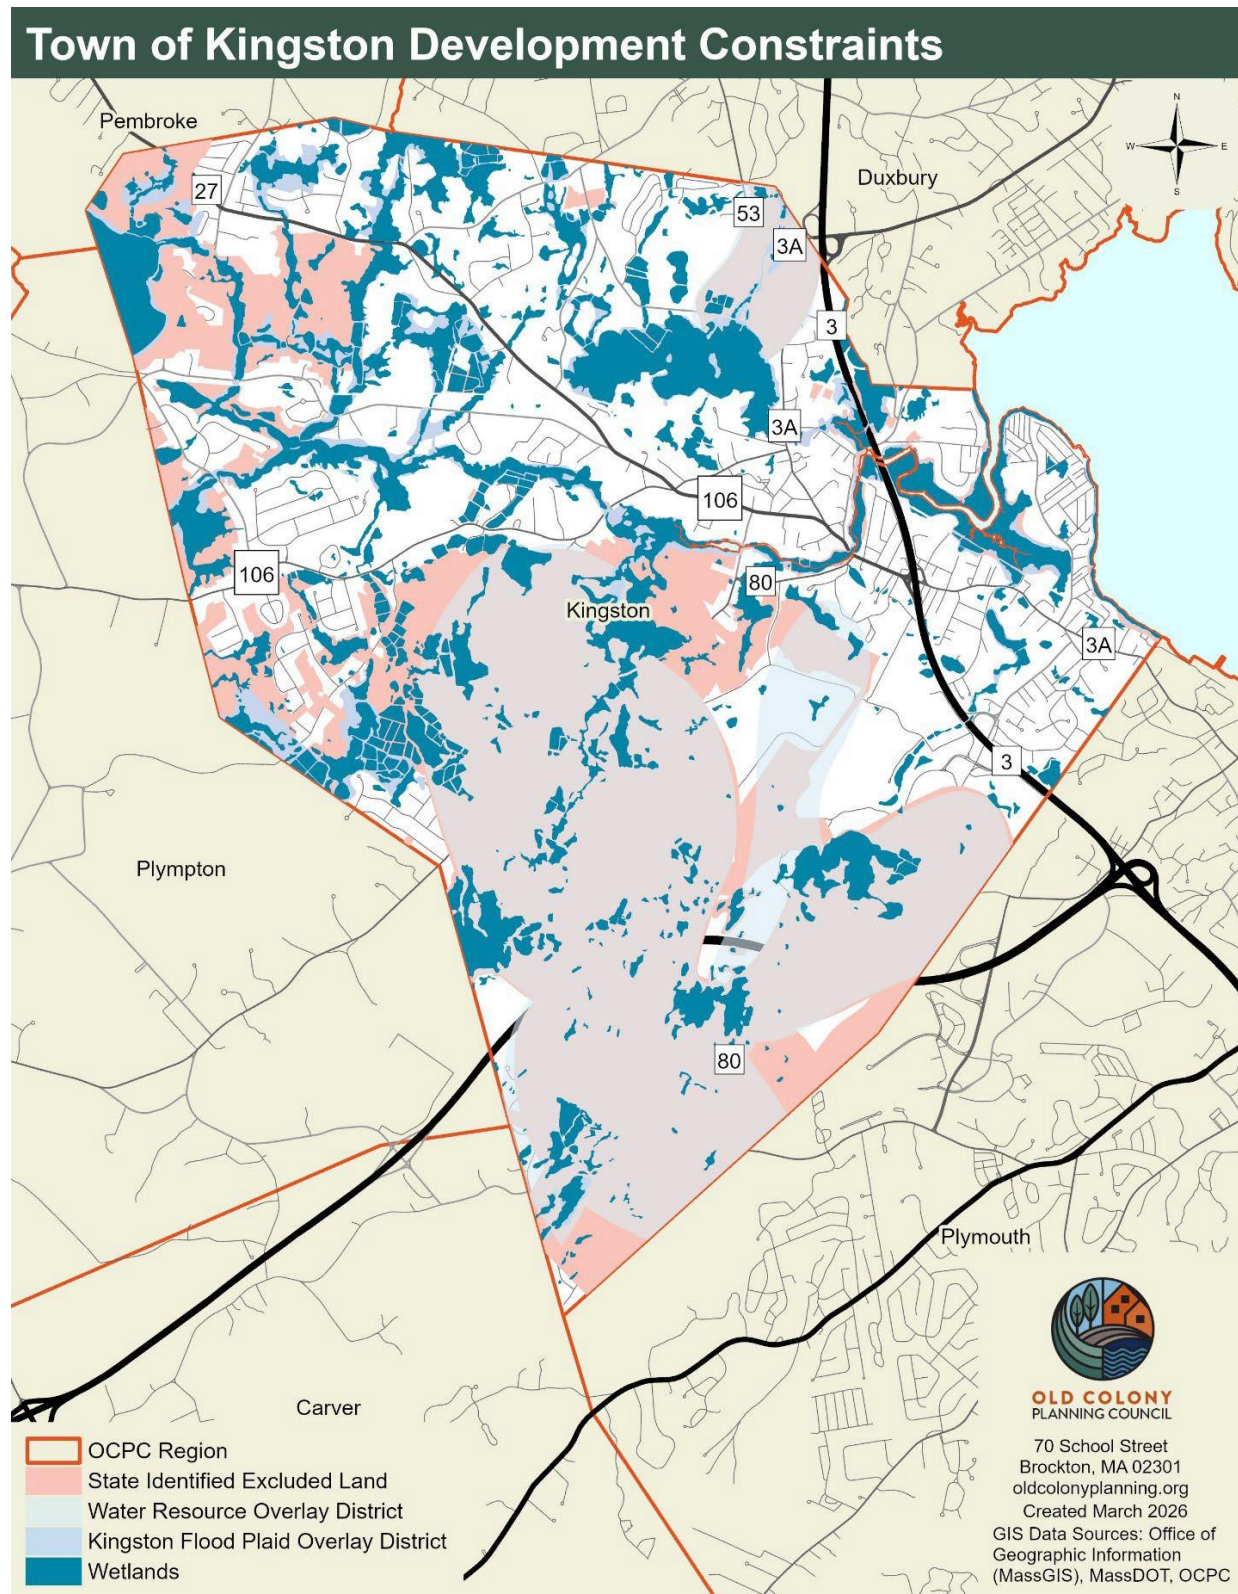 Town of Kingston Development Constraints
Pembroke
N
W
E
S
Duxbury
27
53
3A
3
3A
106
106
80
Kingston
3A
3
Plympton
80
Plymouth
Carver
OLD COLONY
PLANNING COUNCIL
70 School Street
Brockton, MA 02301
oldcolonyplanning.org
Created March 2026
GIS Data Sources: Office of
Geographic Information
(MassGIS), MassDOT, OCPC
OCPC Region
State Identified Excluded Land
Water Resource Overlay District
Kingston Flood Plaid Overlay District
Wetlands